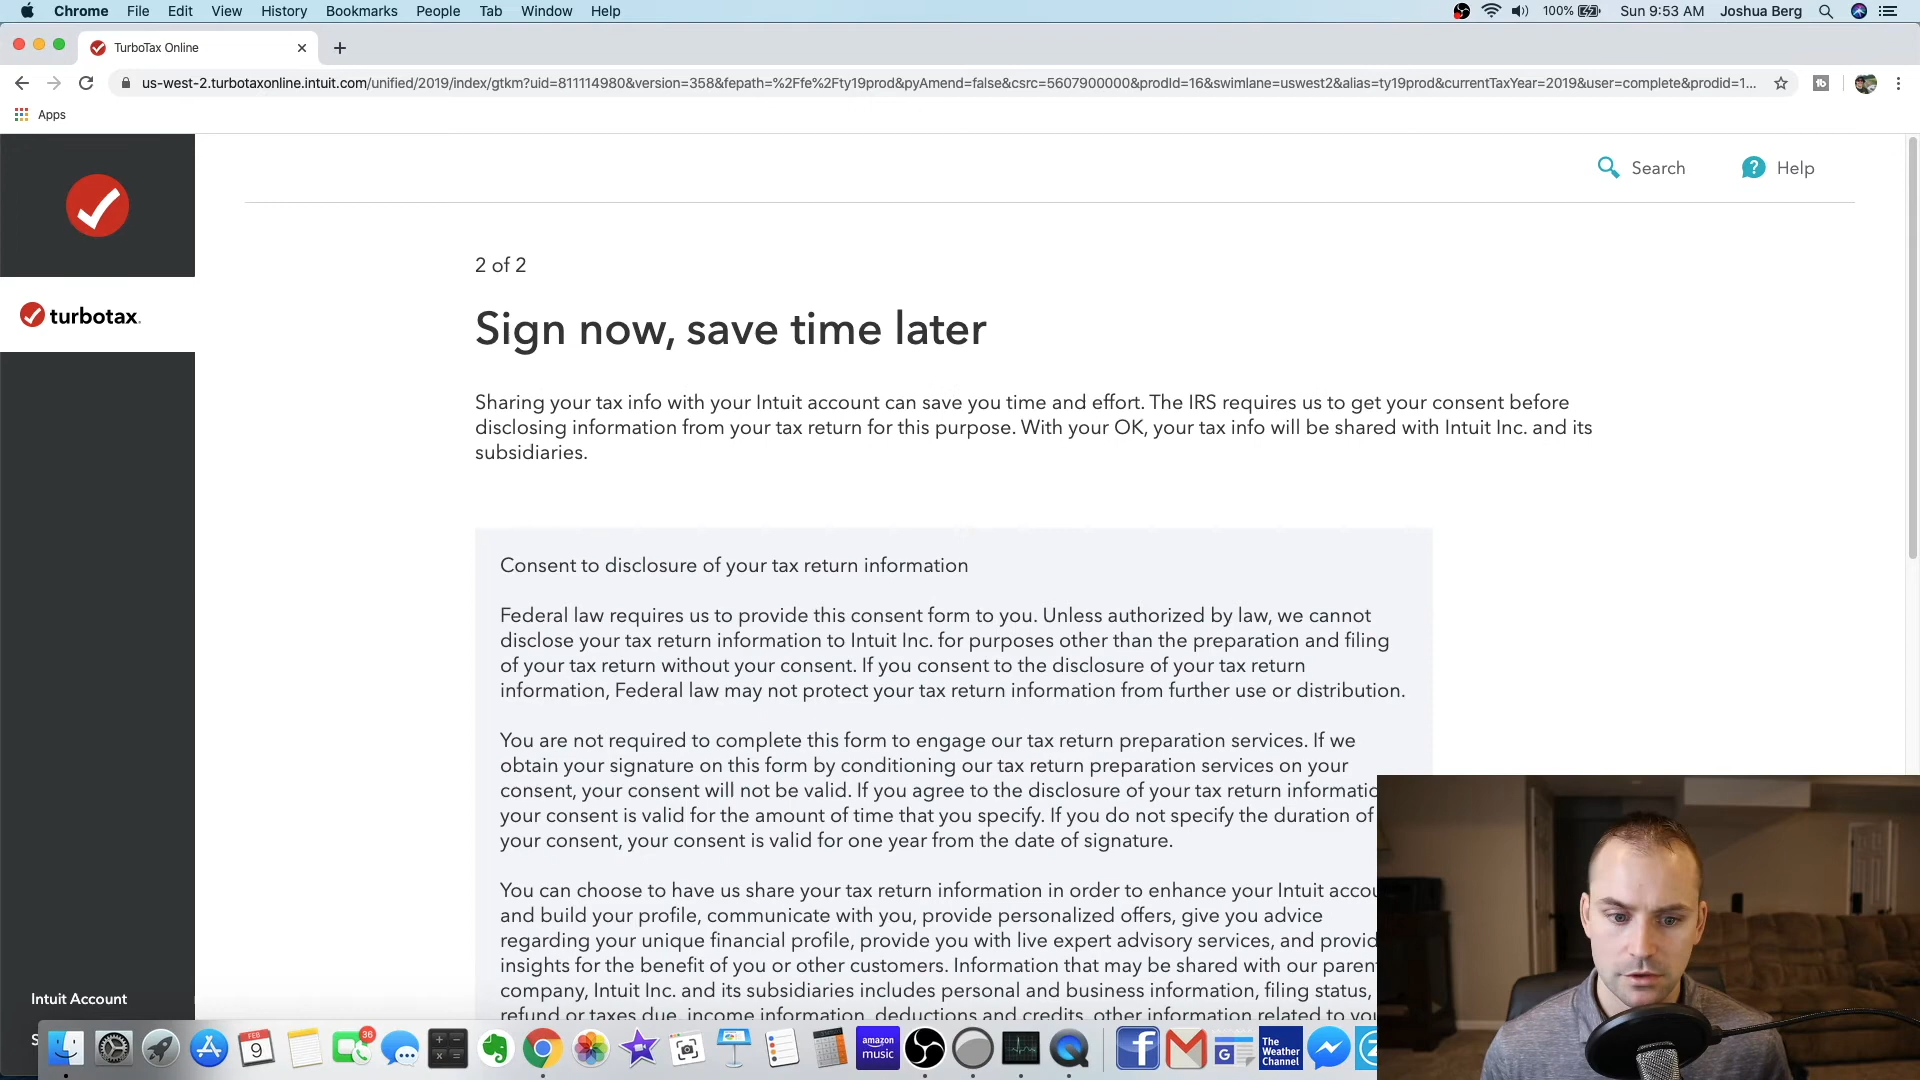 Chrome File Edit View History Bookmarks People Tab Window Help 100% Sun 9:53 AM Joshua Berg
TurboTax Online
us-west-2.turbotaxonline.intuit.com/unified/2019/index/gtkm?uid=811114980&version=358&fepath=%2Ffe%2Fty19prod&pyAmend=false&csrc=5607900000&prodId=16&swimlane=uswest2&alias=ty19prod&currentTaxYear=2019&user=complete&prodid=1...
Apps
Search Help
2 of 2
turbotax.
Sign now, save time later
Sharing your tax info with your Intuit account can save you time and effort. The IRS requires us to get your consent before
disclosing information from your tax return for this purpose. With your OK, your tax info will be shared with Intuit Inc. and its
subsidiaries.
Consent to disclosure of your tax return information
Federal law requires us to provide this consent form to you. Unless authorized by law, we cannot
disclose your tax return information to Intuit Inc. for purposes other than the preparation and filing
of your tax return without your consent. If you consent to the disclosure of your tax return
information, Federal law may not protect your tax return information from further use or distribution.
You are not required to complete this form to engage our tax return preparation services. If we
obtain your signature on this form by conditioning our tax return preparation services on your
consent, your consent will not be valid. If you agree to the disclosure of your tax return informatio
your consent is valid for the amount of time that you specify. If you do not specify the duration of
your consent, your consent is valid for one year from the date of signature.
You can choose to have us share your tax return information in order to enhance your Intuit accou
and build your profile, communicate with you, provide personalized offers, give you advice
regarding your unique financial profile, provide you with live expert advisory services, and provid
insights for the benefit of you or other customers. Information that may be shared with our paren
company, Intuit Inc. and its subsidiaries includes personal and business information, filing status,
refund or taxes due, income information, deductions and credits, other information related to you
Intuit Account
S
FEB
9
36
amazon
music
The
Weather
Channel